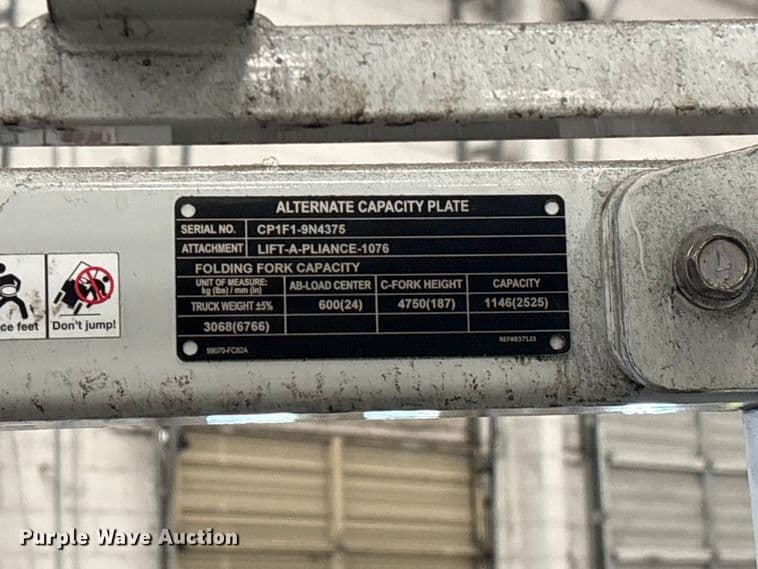 ALTERNATE CAPACITY PLATE
SERIAL NO. CP1F1-9N4375
ATTACHMENT LIFT-A-PLIANCE-1076
FOLDING FORK CAPACITY
UNIT OF MEASURE: kg (lbs) / mm (in) AB-LOAD CENTER C-FORK HEIGHT CAPACITY
TRUCK WEIGHT ±5% 600(24) 4750(187) 1146(2525)
3068(6766)
99070-FC82A REF#837125
ce feet Don't jump!
Purple Wave Auction